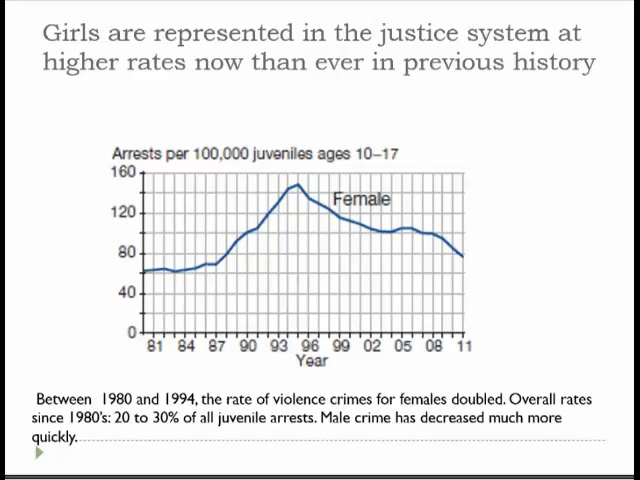 Girls are represented in the justice system at
higher rates now than ever in previous history
Arrests per 100,000 juveniles ages 10–17
160
Female
120
80
40
0
81 84 87 90 93 96 99 02 05 08 11
Year
Between 1980 and 1994, the rate of violence crimes for females doubled. Overall rates
since 1980's: 20 to 30% of all juvenile arrests. Male crime has decreased much more
quickly.